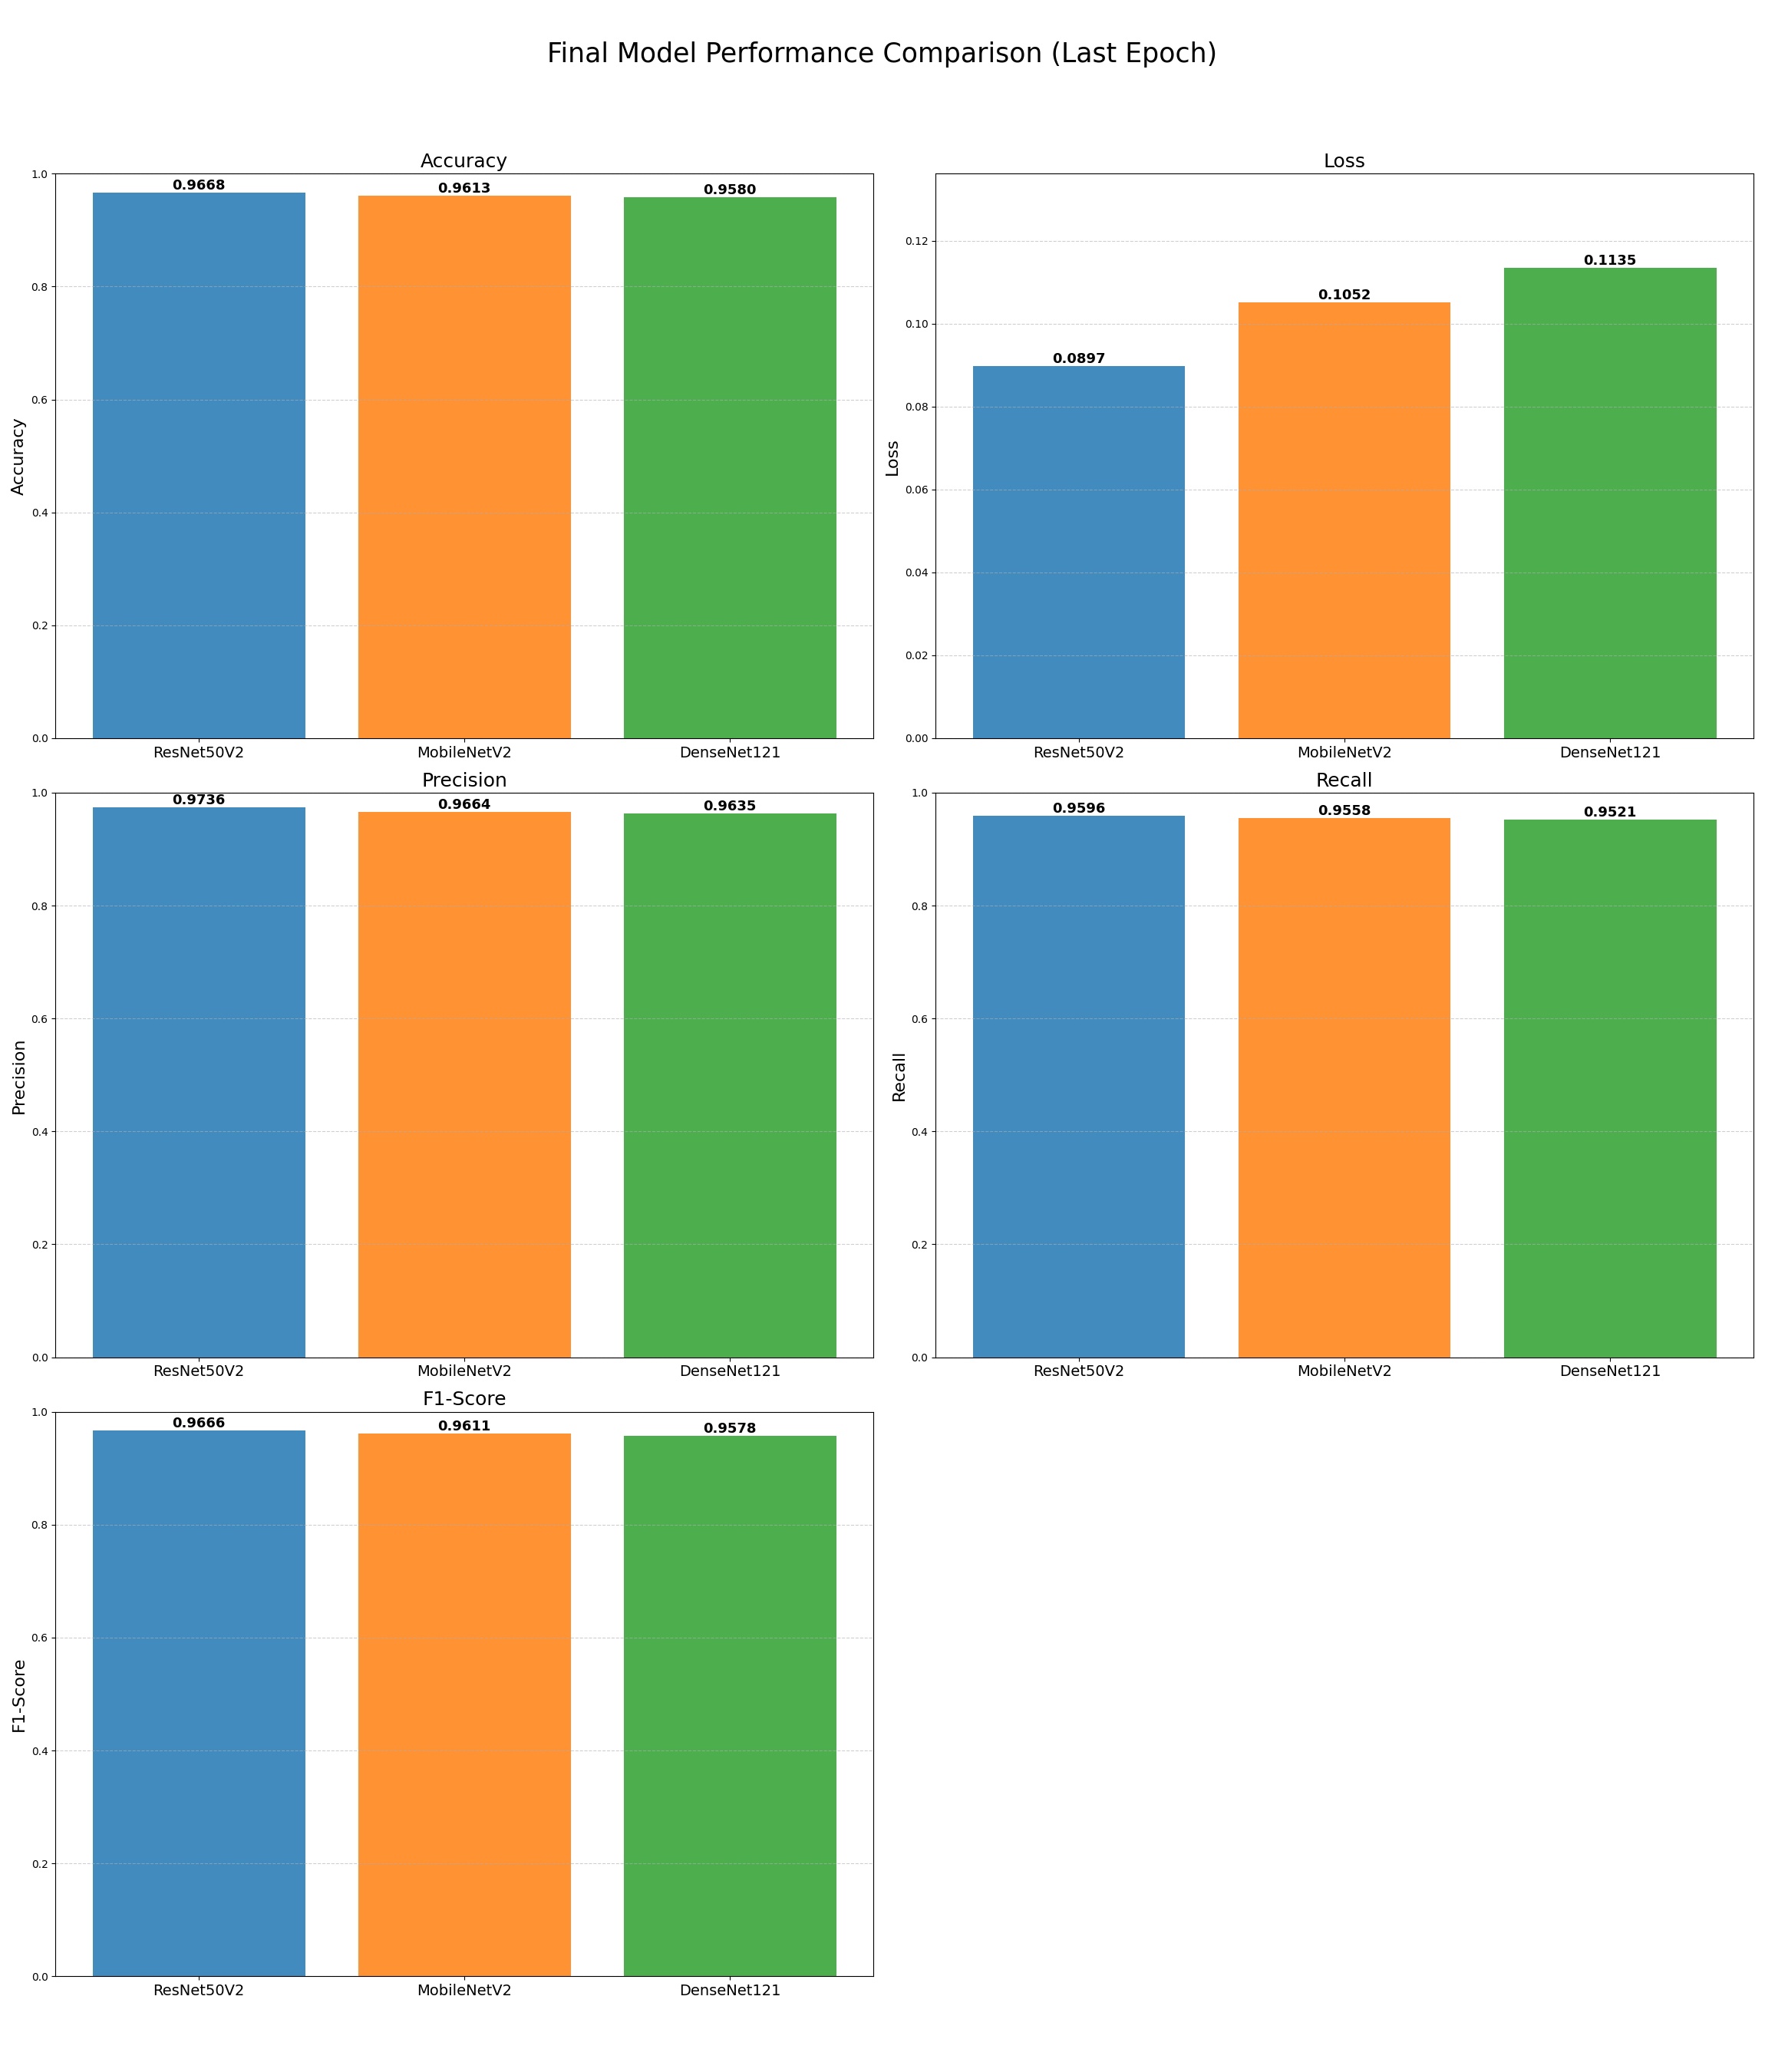 Final Model Performance Comparison (Last Epoch)
Accuracy
1.0
0.8
0.6
0.4
0.2
0.0
Accuracy
0.9668
0.9613
0.9580
ResNet50V2
MobileNetV2
DenseNet121
Loss
0.12
0.10
0.08
0.06
0.04
0.02
0.00
Loss
0.0897
0.1052
0.1135
ResNet50V2
MobileNetV2
DenseNet121
Precision
1.0
0.8
0.6
0.4
0.2
0.0
Precision
0.9736
0.9664
0.9635
ResNet50V2
MobileNetV2
DenseNet121
Recall
1.0
0.8
0.6
0.4
0.2
0.0
Recall
0.9596
0.9558
0.9521
ResNet50V2
MobileNetV2
DenseNet121
F1-Score
1.0
0.8
0.6
0.4
0.2
0.0
F1-Score
0.9666
0.9611
0.9578
ResNet50V2
MobileNetV2
DenseNet121